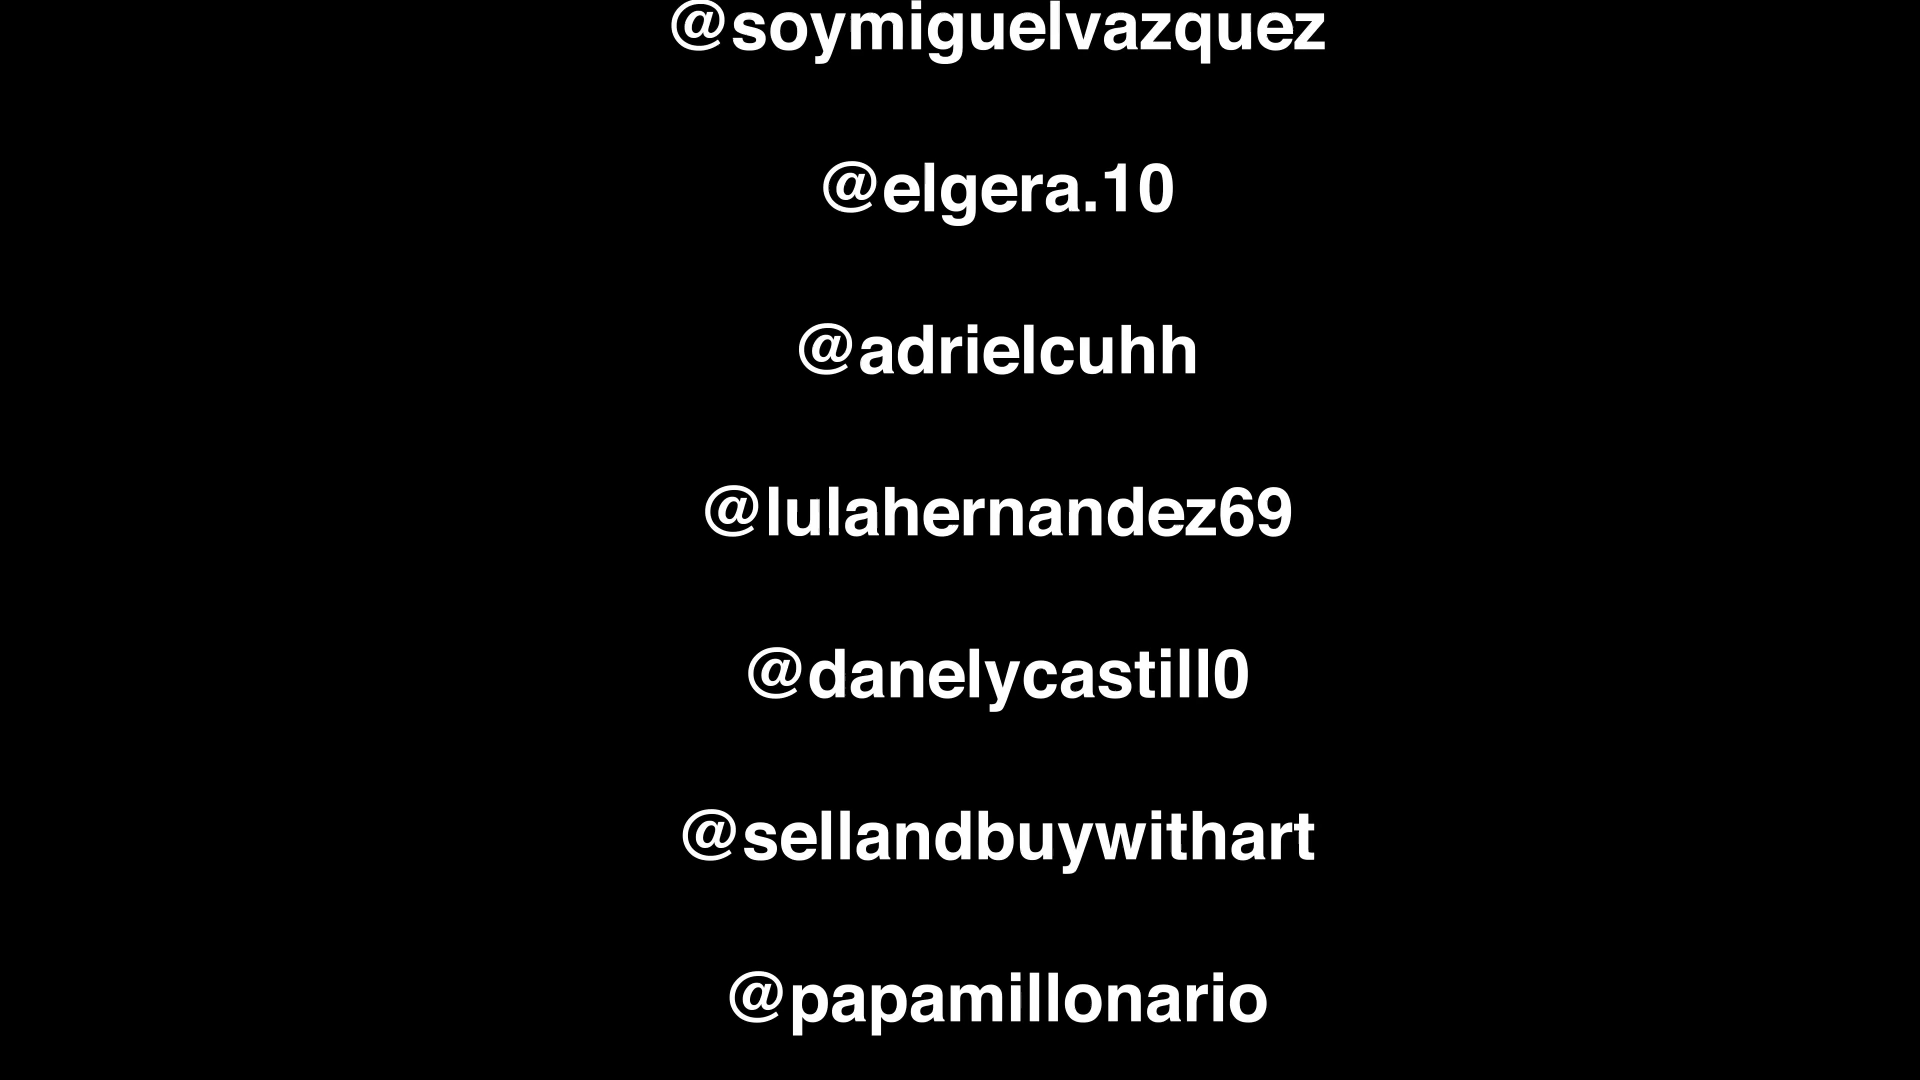 @soymiguelvazquez
@elgera.10
@adrielcuhh
@lulahernandez69
@danelycastill0
@sellandbuywithart
@papamillonario